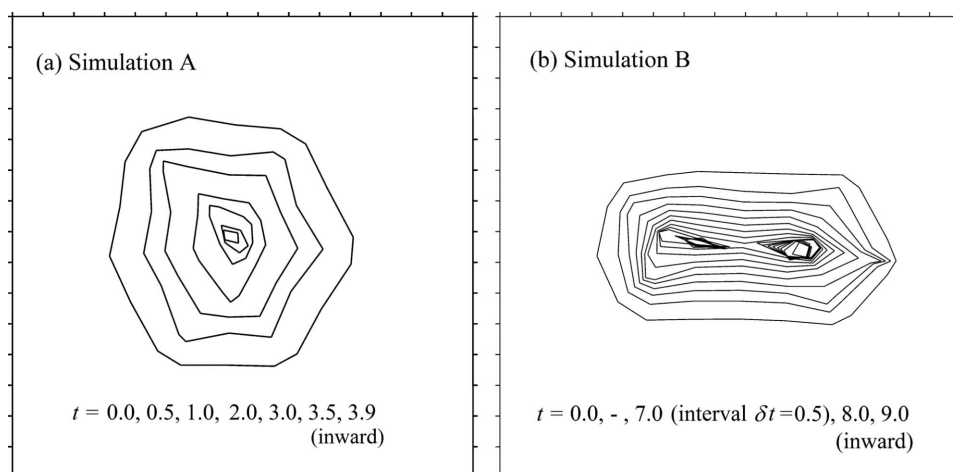 (a) Simulation A
t = 0.0, 0.5, 1.0, 2.0, 3.0, 3.5, 3.9
(inward)
(b) Simulation B
t = 0.0, - , 7.0 (interval δt=0.5), 8.0, 9.0
(inward)